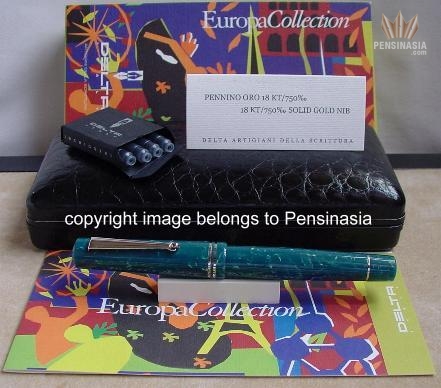 EuropaCollection
PENSINASIA
.com
DELTA
PENNINO ORO 18 KT/750‰
18 KT/750‰ SOLID GOLD NIB
DELTA ARTIGIANI DELLA SCRITTURA
copyright image belongs to Pensinasia
EuropaCollection
DELTA